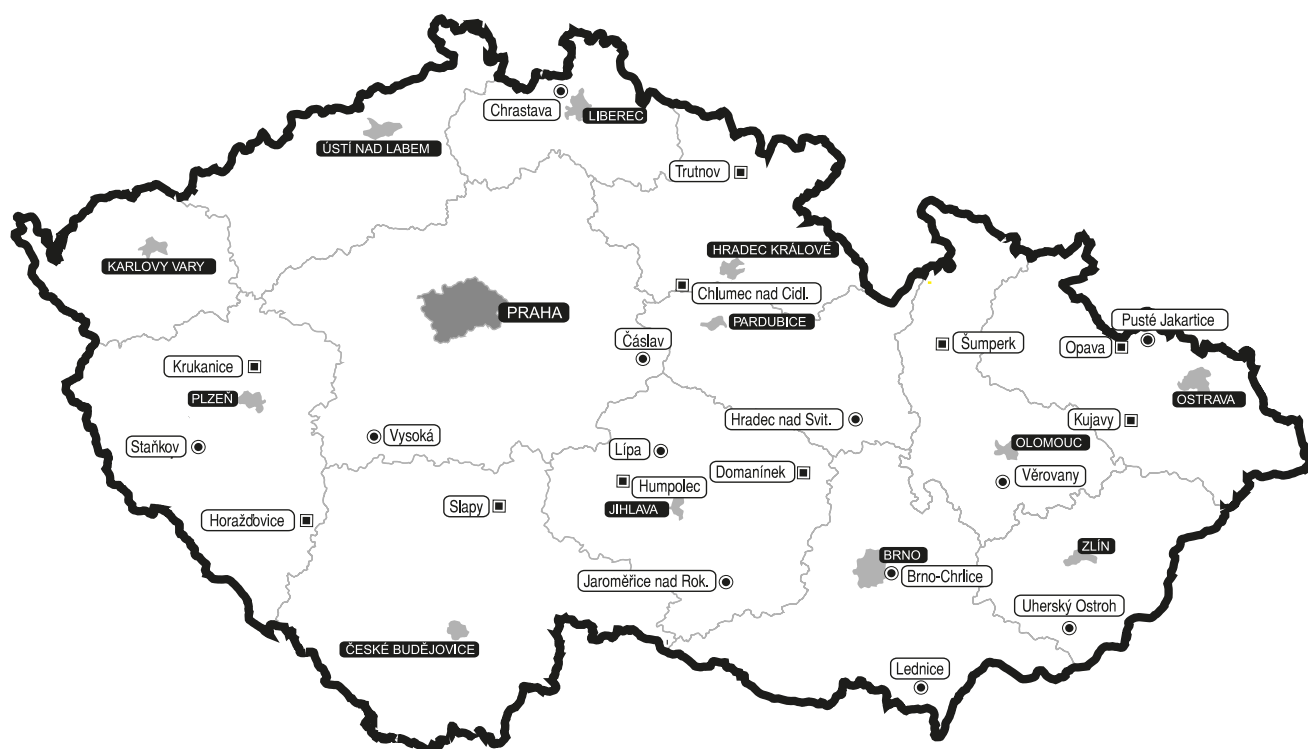 Chrastava
LIBEREC
ÚSTÍ NAD LABEM
Trutnov
HRADEC KRÁLOVÉ
KARLOVY VARY
Chlumec nad Cidl.
PRAHA
PARDUBICE
Pusté Jakartice
Čáslav
Šumperk
Opava
Krukanice
PLZEŇ
OSTRAVA
Hradec nad Svit.
Kujavy
Vysoká
OLOMOUC
Staňkov
Lípa
Domanínek
Věrovany
Humpolec
Slapy
JIHLAVA
Horažďovice
BRNO
ZLÍN
Brno-Chrlice
Jaroměřice nad Rok.
Uherský Ostroh
ČESKÉ BUDĚJOVICE
Lednice